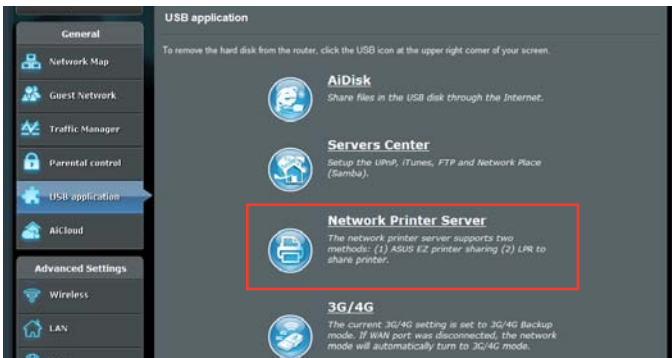 General
Network Map
Guest Network
Traffic Manager
Parental control
USB application
AiCloud
Advanced Settings
Wireless
LAN
USB application
To remove the hard disk from the router, click the USB icon at the upper right corner of your screen.
AiDisk
Share files in the USB disk through the Internet.
Servers Center
Setup the UPnP, iTunes, FTP and Network Place
(Samba).
Network Printer Server
The network printer server supports two
methods: (1) ASUS EZ printer sharing (2) LPR to
share printer.
3G/4G
The current 3G/4G setting is set to 3G/4G Backup
mode. If WAN port was disconnected, the network
mode will automatically turn to 3G/4G mode.